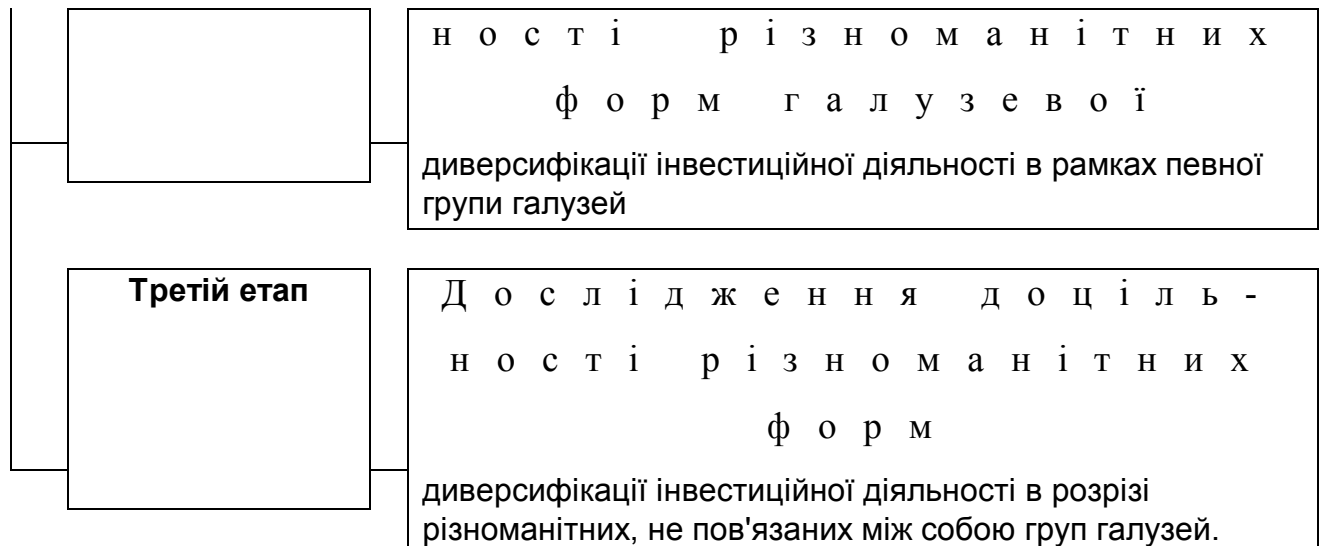 ності різноманітних
форм галузевої
диверсифікації інвестиційної діяльності в рамках певної
групи галузей
Третій етап
Дослідження доціль-
ності різноманітних
форм
диверсифікації інвестиційної діяльності в розрізі
різноманітних, не пов'язаних між собою груп галузей.